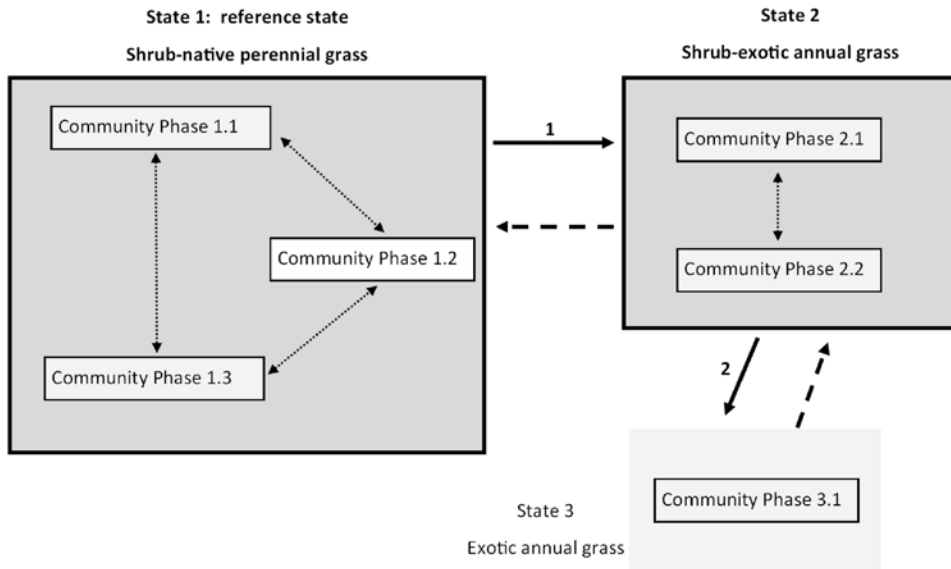 State 1: reference state
Shrub-native perennial grass
Community Phase 1.1
Community Phase 1.2
Community Phase 1.3
1
State 2
Shrub-exotic annual grass
Community Phase 2.1
Community Phase 2.2
2
State 3
Exotic annual grass
Community Phase 3.1